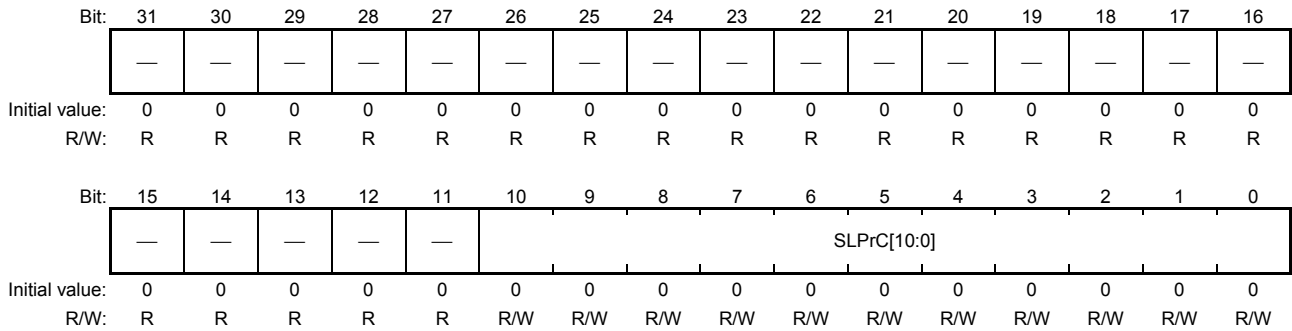 Bit: 31 30 29 28 27 26 25 24 23 22 21 20 19 18 17 16
— — — — — — — — — — — — — — — —
Initial value: 0 0 0 0 0 0 0 0 0 0 0 0 0 0 0 0
R/W: R R R R R R R R R R R R R R R R
Bit: 15 14 13 12 11 10 9 8 7 6 5 4 3 2 1 0
— — — — — SLPrC[10:0]
Initial value: 0 0 0 0 0 0 0 0 0 0 0 0 0 0 0 0
R/W: R R R R R R/W R/W R/W R/W R/W R/W R/W R/W R/W R/W R/W